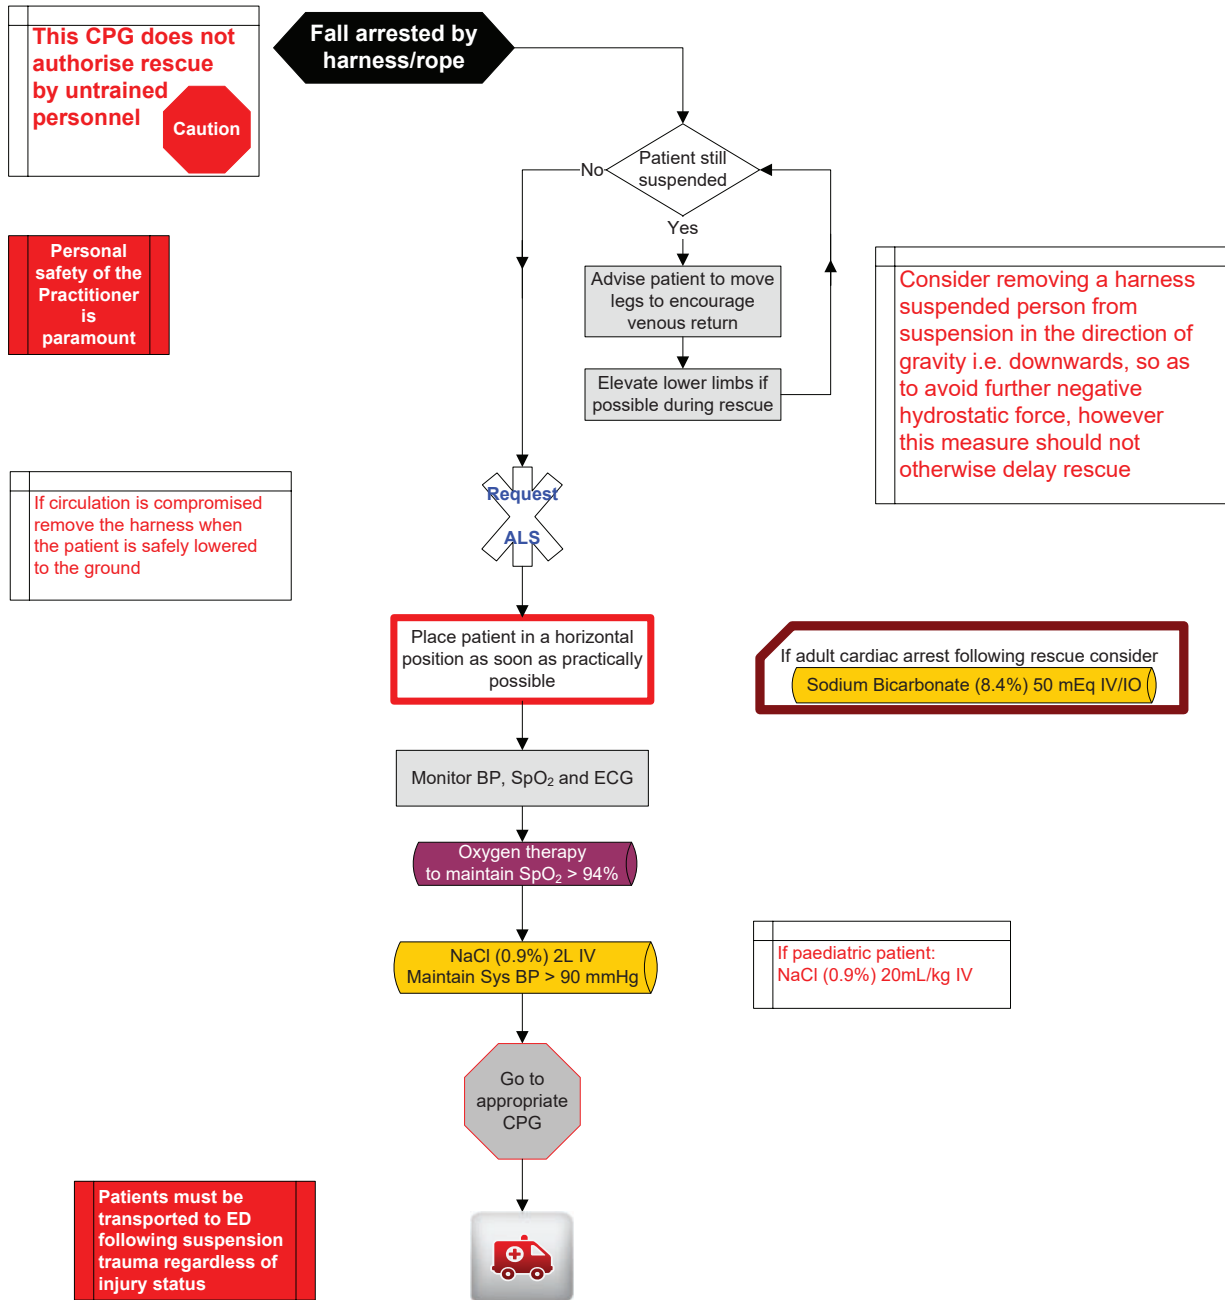 This CPG does not
authorise rescue
by untrained
personnel
Caution
Fall arrested by
harness/rope
Patient still
suspended
No
Yes
Personal
safety of the
Practitioner
is
paramount
Advise patient to move
legs to encourage
venous return
Elevate lower limbs if
possible during rescue
Consider removing a harness
suspended person from
suspension in the direction of
gravity i.e. downwards, so as
to avoid further negative
hydrostatic force, however
this measure should not
otherwise delay rescue
If circulation is compromised
remove the harness when
the patient is safely lowered
to the ground
Request
ALS
Place patient in a horizontal
position as soon as practically
possible
If adult cardiac arrest following rescue consider
Sodium Bicarbonate (8.4%) 50 mEq IV/IO
Monitor BP, SpO₂ and ECG
Oxygen therapy
to maintain SpO₂ > 94%
NaCl (0.9%) 2L IV
Maintain Sys BP > 90 mmHg
If paediatric patient:
NaCl (0.9%) 20mL/kg IV
Go to
appropriate
CPG
Patients must be
transported to ED
following suspension
trauma regardless of
injury status